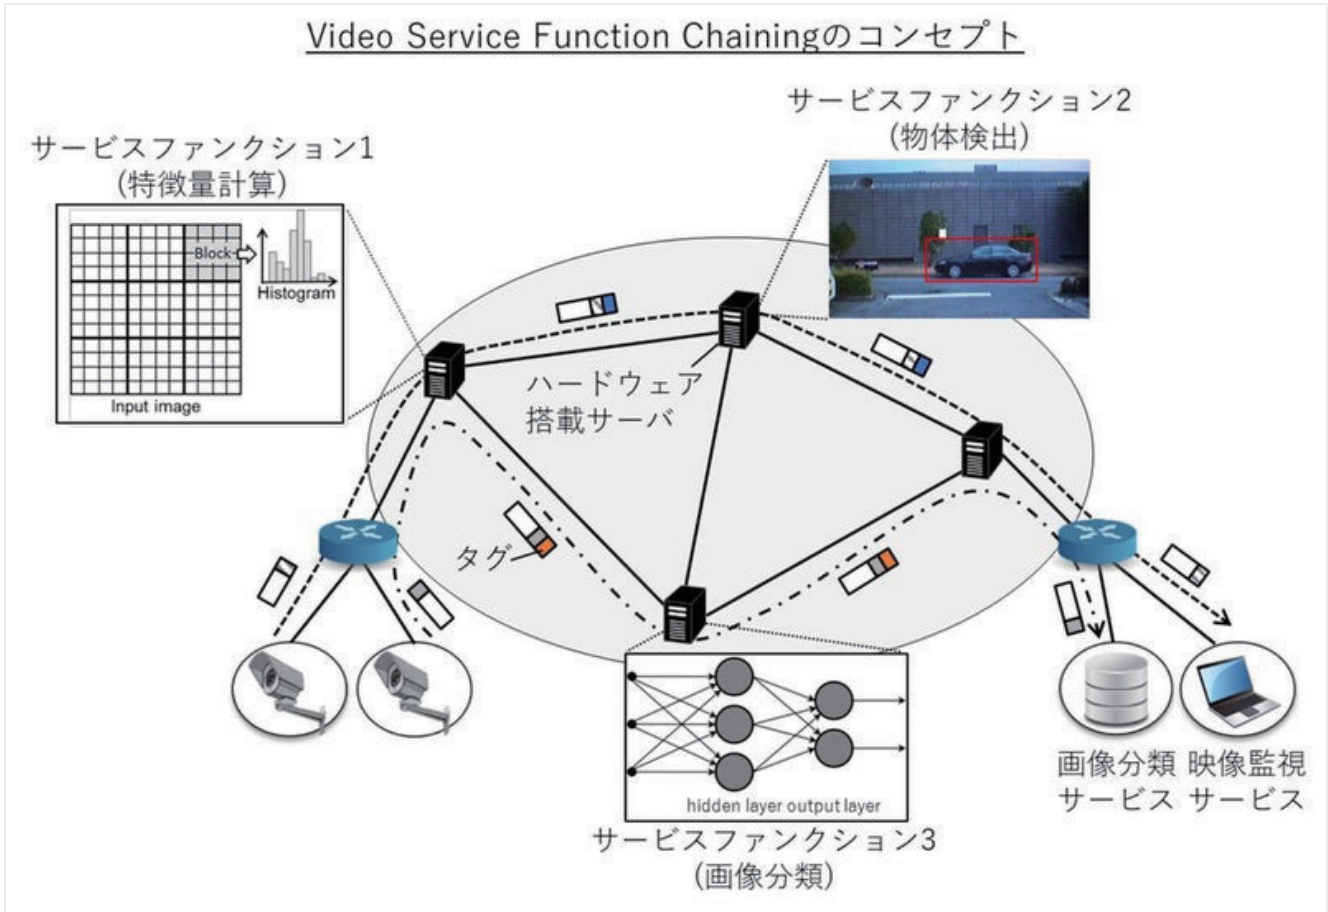 Video Service Function Chainingのコンセプト
サービスファンクション2
(物体検出)
サービスファンクション1
(特徴量計算)
Block
Histogram
Input image
ハードウェア
搭載サーバ
タグ
hidden layer output layer
サービスファンクション3
(画像分類)
画像分類
サービス
映像監視
サービス